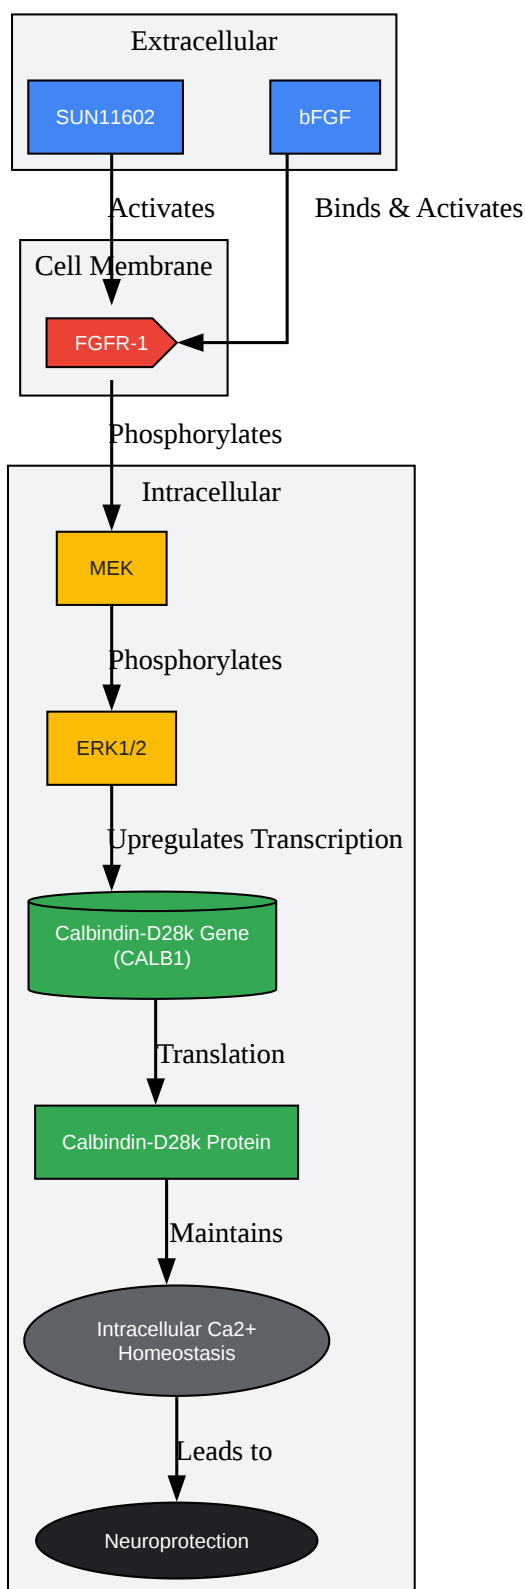 Extracellular
SUN11602
bFGF
Activates
Binds & Activates
Cell Membrane
FGFR-1
Phosphorylates
Intracellular
MEK
Phosphorylates
ERK1/2
Upregulates Transcription
Calbindin-D28k Gene
(CALB1)
Translation
Calbindin-D28k Protein
Maintains
Intracellular Ca2+
Homeostasis
Leads to
Neuroprotection